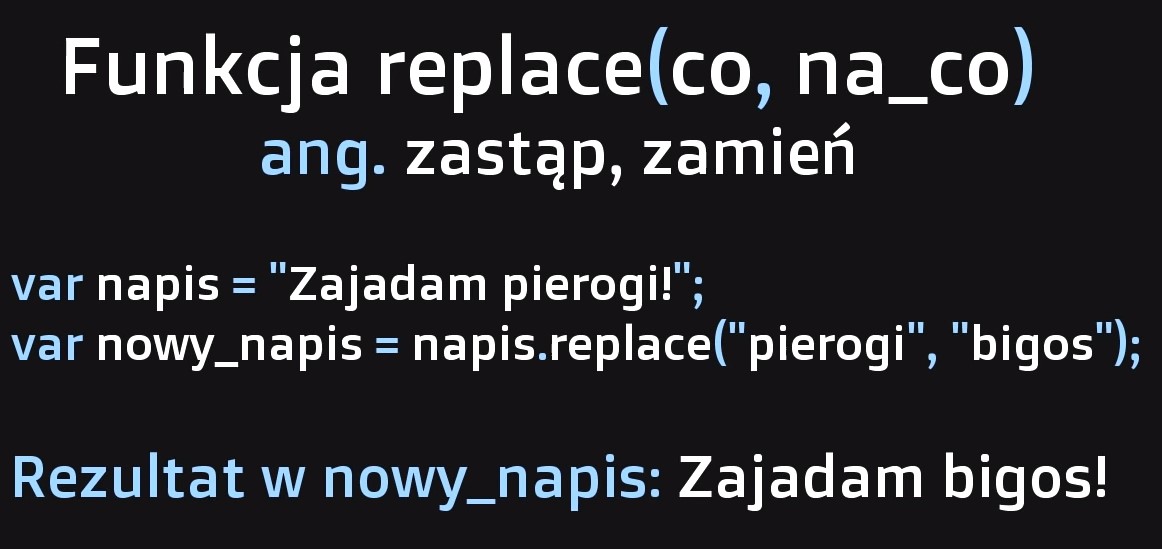 Funkcja replace(co, na_co)
ang. zastąp, zamień
var napis = "Zajadam pierogi!";
var nowy_napis = napis.replace("pierogi", "bigos");
Rezultat w nowy_napis: Zajadam bigos!